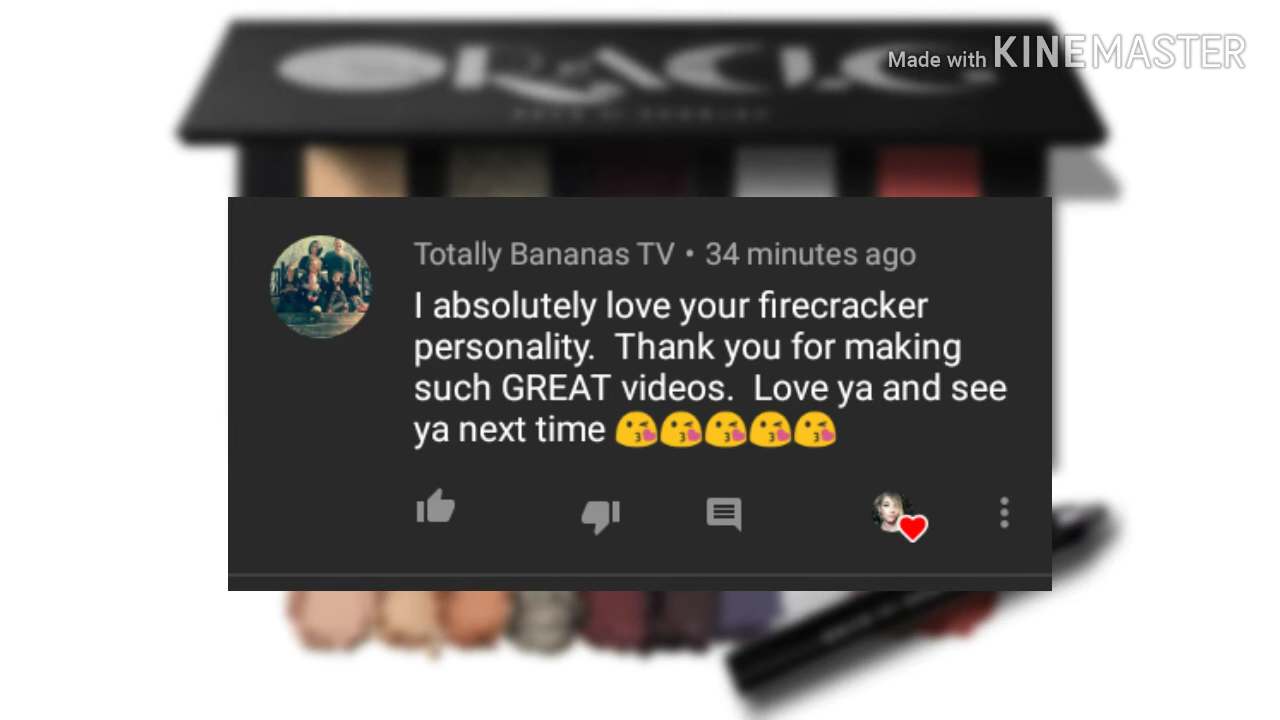 ORACLE
Made with KINEMASTER
Totally Bananas TV • 34 minutes ago
I absolutely love your firecracker
personality.  Thank you for making
such GREAT videos.  Love ya and see
ya next time 😘😘😘😘😘